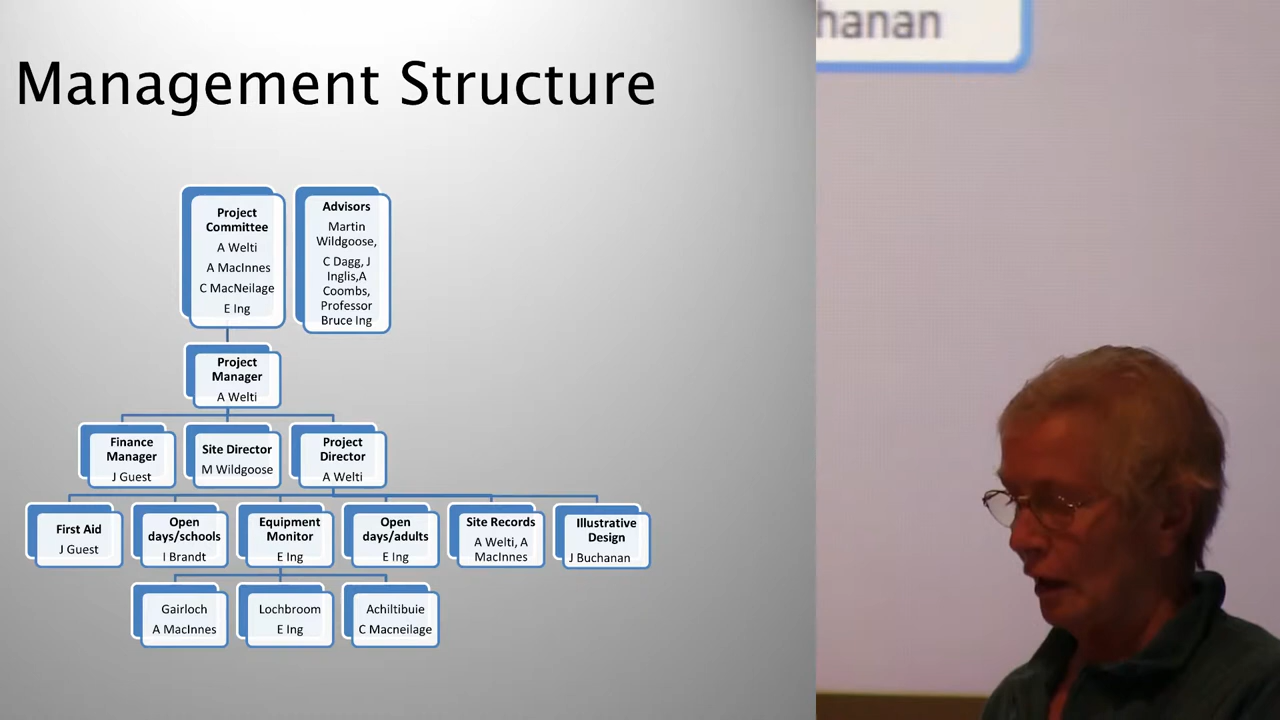 Management Structure
hanan
Project
Committee
A Welti
A MacInnes
C MacNeilage
E Ing
Advisors
Martin
Wildgoose,
C Dagg, J
Inglis,A
Coombs,
Professor
Bruce Ing
Project
Manager
A Welti
Finance
Manager
J Guest
Site Director
M Wildgoose
Project
Director
A Welti
First Aid
J Guest
Open
days/schools
I Brandt
Equipment
Monitor
E Ing
Open
days/adults
E Ing
Site Records
A Welti, A
MacInnes
Illustrative
Design
J Buchanan
Gairloch
A MacInnes
Lochbroom
E Ing
Achiltibuie
C Macneilage